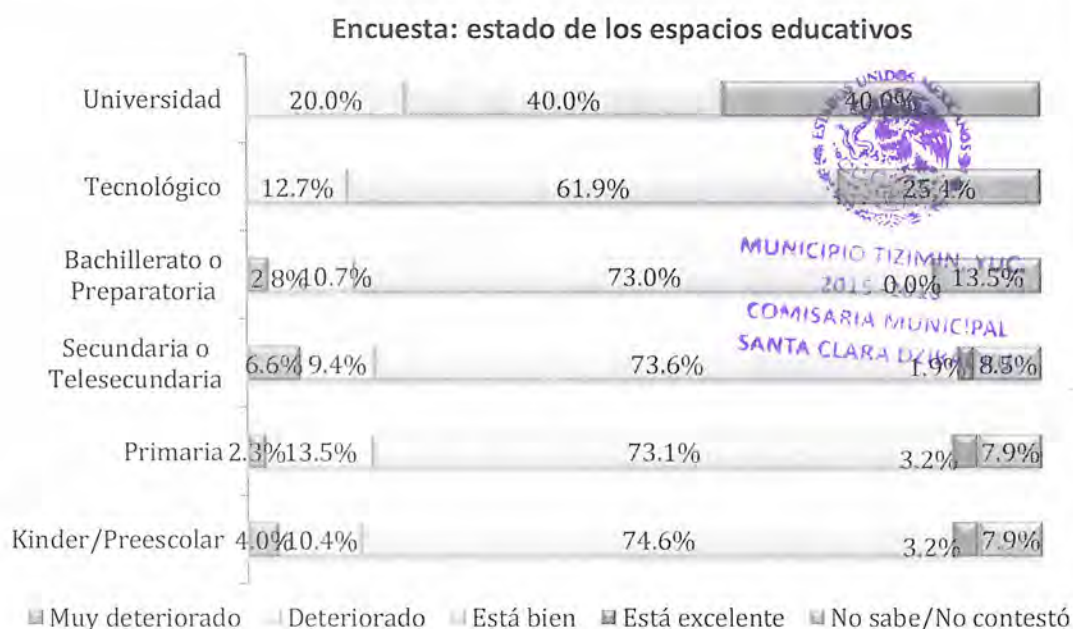 Encuesta: estado de los espacios educativos
Universidad 20.0% 40.0% 40.0%
Tecnológico 12.7% 61.9% 25.4%
Bachillerato o
Preparatoria
2.8% 10.7% 73.0% 0.0% 13.5%
Secundaria o
Telesecundaria
6.6% 9.4% 73.6% 1.9% 8.5%
Primaria 2.3% 13.5% 73.1% 3.2% 7.9%
Kinder/Preescolar 4.0% 10.4% 74.6% 3.2% 7.9%
Muy deteriorado Deteriorado Está bien Está excelente No sabe/No contestó
UNIDOS MEXICANOS
MUNICIPIO TIZIMIN, YUC.
COMISARIA MUNICIPAL
SANTA CLARA